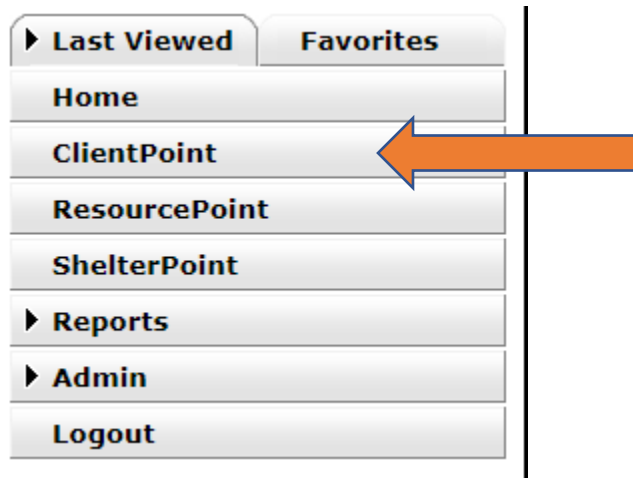 Last Viewed Favorites
Home
ClientPoint
ResourcePoint
ShelterPoint
Reports
Admin
Logout